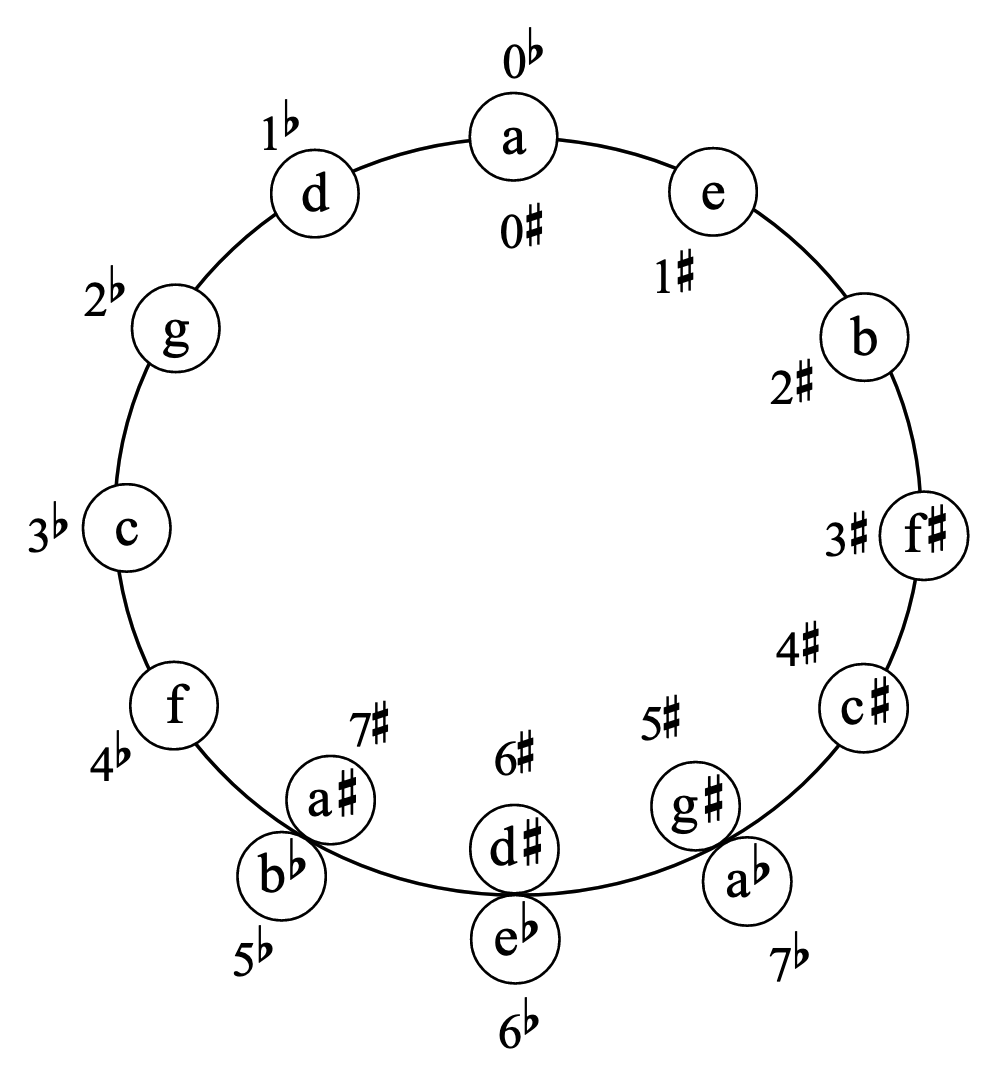 0♭
1♭
a
d
e
0♯
1♯
2♭
g
b
2♯
3♭
c
3♯
f♯
4♯
f
c♯
4♭
7♯
5♯
6♯
a♯
g♯
d♯
b♭
a♭
e♭
5♭
7♭
6♭